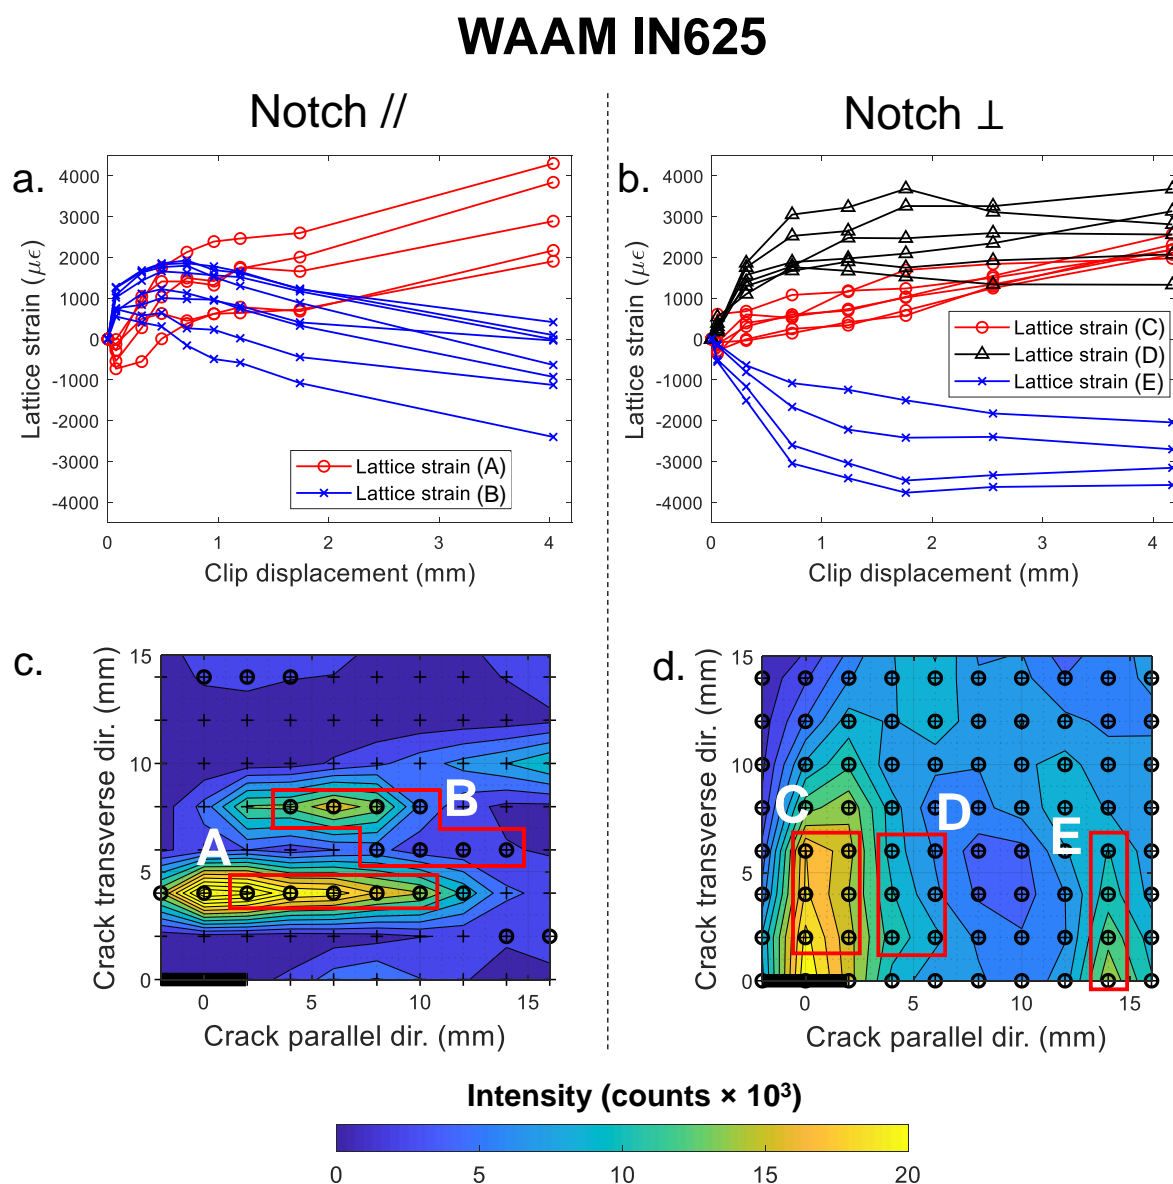 WAAM IN625
Notch //
Notch ⊥
a.
4000
3000
2000
1000
0
-1000
-2000
-3000
-4000
Lattice strain (με)
0
1
2
3
4
Clip displacement (mm)
Lattice strain (A)
Lattice strain (B)
b.
4000
3000
2000
1000
0
-1000
-2000
-3000
-4000
Lattice strain (με)
0
1
2
3
4
Clip displacement (mm)
Lattice strain (C)
Lattice strain (D)
Lattice strain (E)
c.
15
10
5
0
Crack transverse dir. (mm)
A
B
0
5
10
15
Crack parallel dir. (mm)
d.
15
10
5
0
Crack transverse dir. (mm)
C
D
E
0
5
10
15
Crack parallel dir. (mm)
Intensity (counts × 10³)
0
5
10
15
20